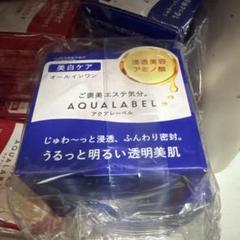 美白ケア
オールインワン
浸透美容
アミノ酸
ご褒美エステ気分。
AQUALABEL
アクアレーベル
じゅわ〜っと浸透、ふんわり密封。
うるっと明るい透明美肌